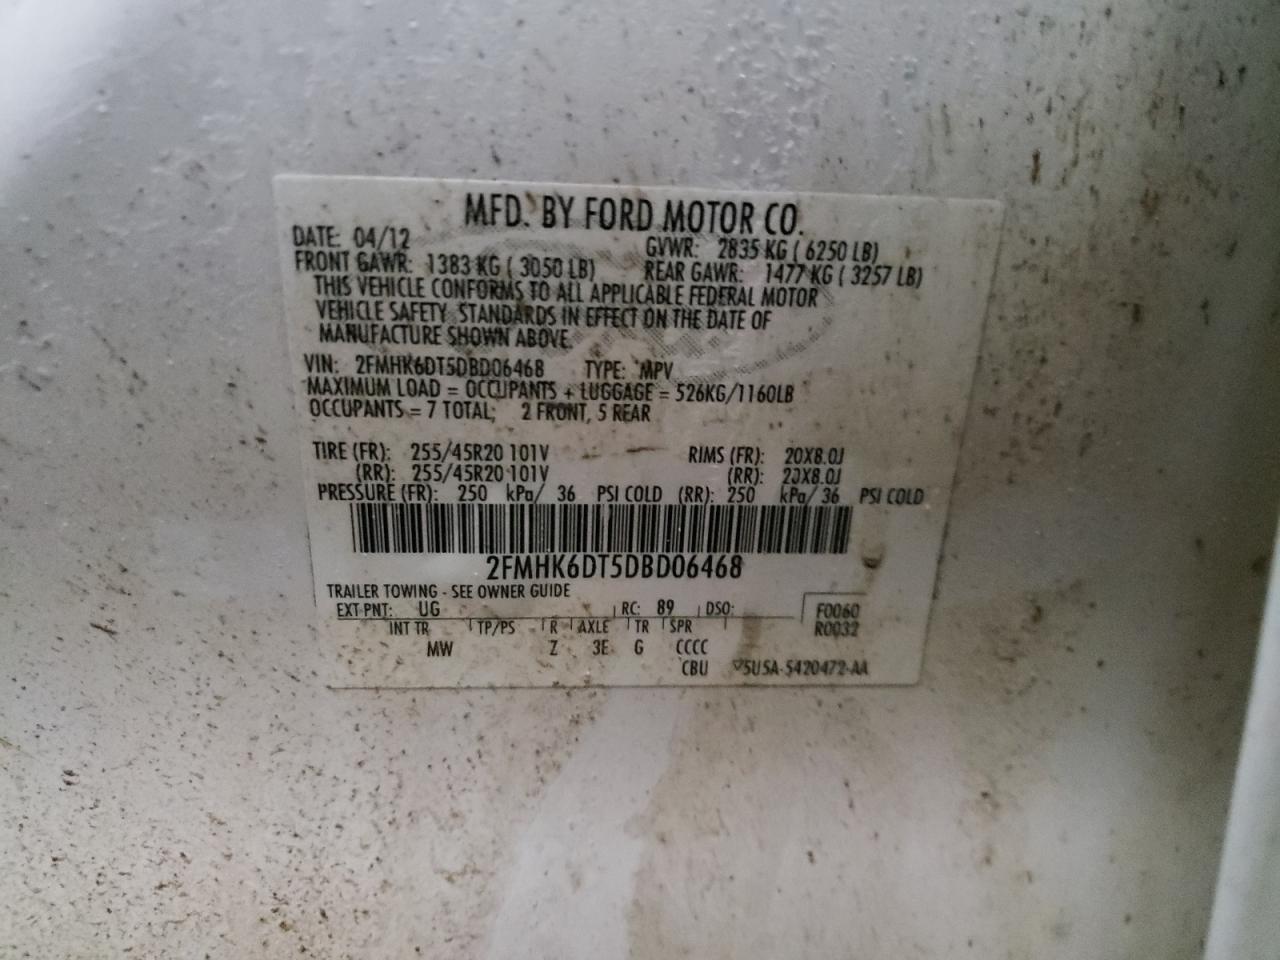 MFD. BY FORD MOTOR CO.
DATE: 04/12 GVWR: 2835 KG ( 6250 LB)
FRONT GAWR: 1383 KG ( 3050 LB) REAR GAWR: 1477 KG ( 3257 LB)
THIS VEHICLE CONFORMS TO ALL APPLICABLE FEDERAL MOTOR
VEHICLE SAFETY STANDARDS IN EFFECT ON THE DATE OF
MANUFACTURE SHOWN ABOVE.
VIN: 2FMHK6DT5DBD06468 TYPE: MPV
MAXIMUM LOAD = OCCUPANTS + LUGGAGE = 526KG/1160LB
OCCUPANTS = 7 TOTAL; 2 FRONT, 5 REAR
TIRE (FR): 255/45R20 101V RIMS (FR): 20X8.0J
(RR): 255/45R20 101V (RR): 20X8.0J
PRESSURE (FR): 250 kPa/ 36 PSI COLD (RR): 250 kPa/ 36 PSI COLD
2FMHK6DT5DBD06468
TRAILER TOWING - SEE OWNER GUIDE
EXT PNT: UG RC: 89 DSO: F0060
INT TR TP/PS R AXLE TR SPR R0032
MW Z 3E G CCCC
CBU 5U5A-5420472-AA